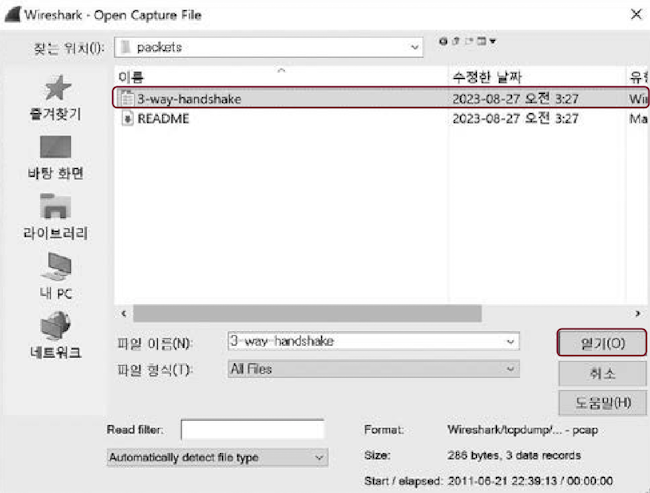 Wireshark · Open Capture File
찾는 위치(I): packets
이름 수정한 날짜 유형
3-way-handshake 2023-08-27 오전 3:27 Wir
README 2023-08-27 오전 3:27 Ma
즐겨찾기
바탕 화면
라이브러리
내 PC
네트워크
파일 이름(N): 3-way-handshake 열기(O)
파일 형식(T): All Files 취소
도움말(H)
Read filter: Format: Wireshark/tcpdump/... - pcap
Automatically detect file type Size: 286 bytes, 3 data records
Start / elapsed: 2011-06-21 22:39:13 / 00:00:00